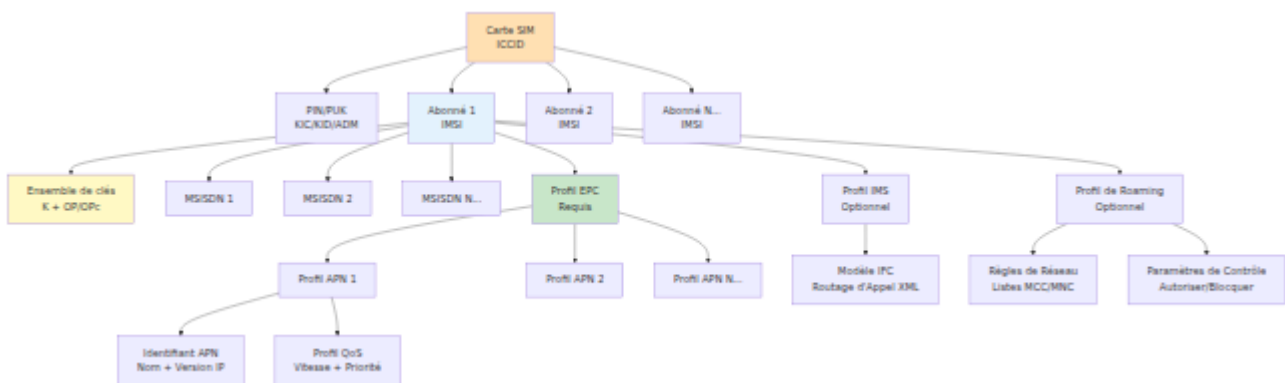 Carte SIM
ICCID
PIN/PUK
KIC/KID/ADM
Abonné 1
IMSI
Abonné 2
IMSI
Abonné N...
IMSI
Ensemble de clés
K + OP/OPc
MSISDN 1
MSISDN 2
MSISDN N...
Profil EPC
Requis
Profil IMS
Optionnel
Profil de Roaming
Optionnel
Profil APN 1
Profil APN 2
Profil APN N...
Modèle IFC
Routage d'Appel XML
Règles de Réseau
Listes MCC/MNC
Paramètres de Contrôle
Autoriser/Blocquer
Identifiant APN
Nom + Version IP
Profil QoS
Vitesse + Priorité